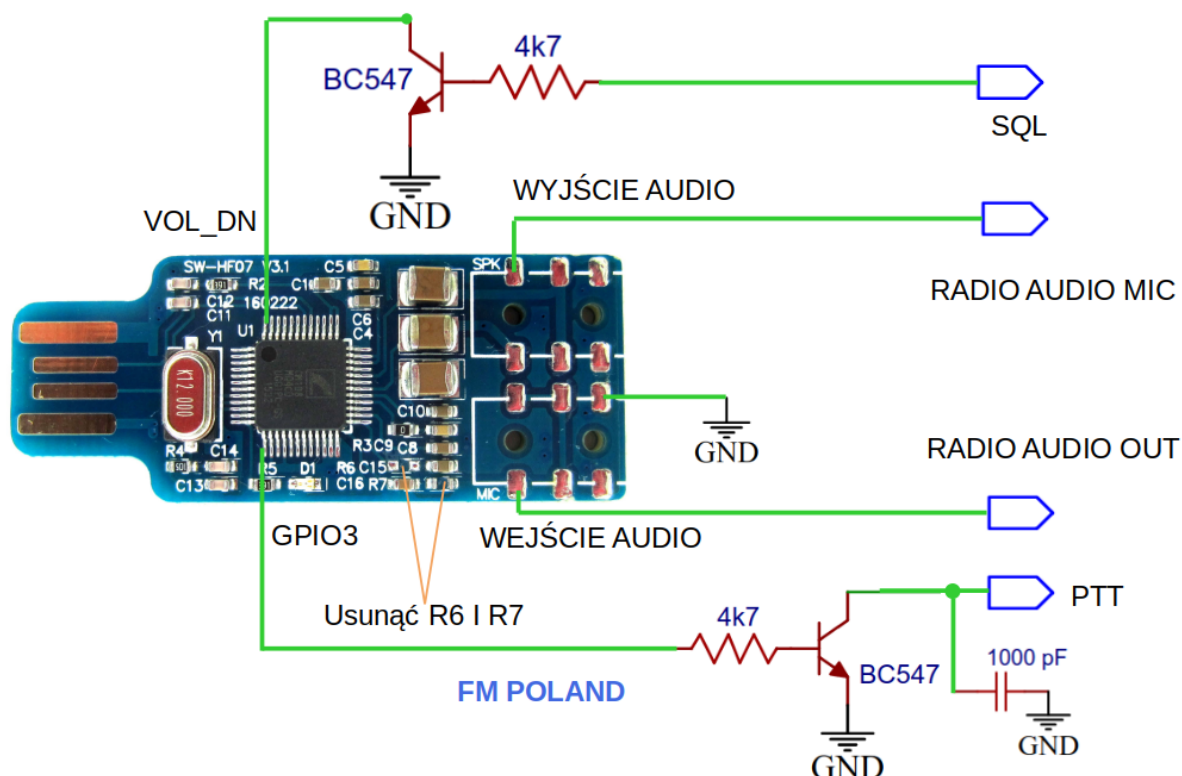 4k7
BC547
SQL
GND
WYJŚCIE AUDIO
VOL_DN
RADIO AUDIO MIC
SW-HF07 V3.1
C5
SPK
R2
C1
C12
160222
C11
C6
C4
Y1
U1
K12.000
C10
GND
R3
C9
C8
RADIO AUDIO OUT
R4
C14
R5
D1
R6
C15
C13
C16
R7
MIC
GPIO3
WEJŚCIE AUDIO
Usunąć R6 I R7
4k7
PTT
1000 pF
BC547
FM POLAND
GND
GND